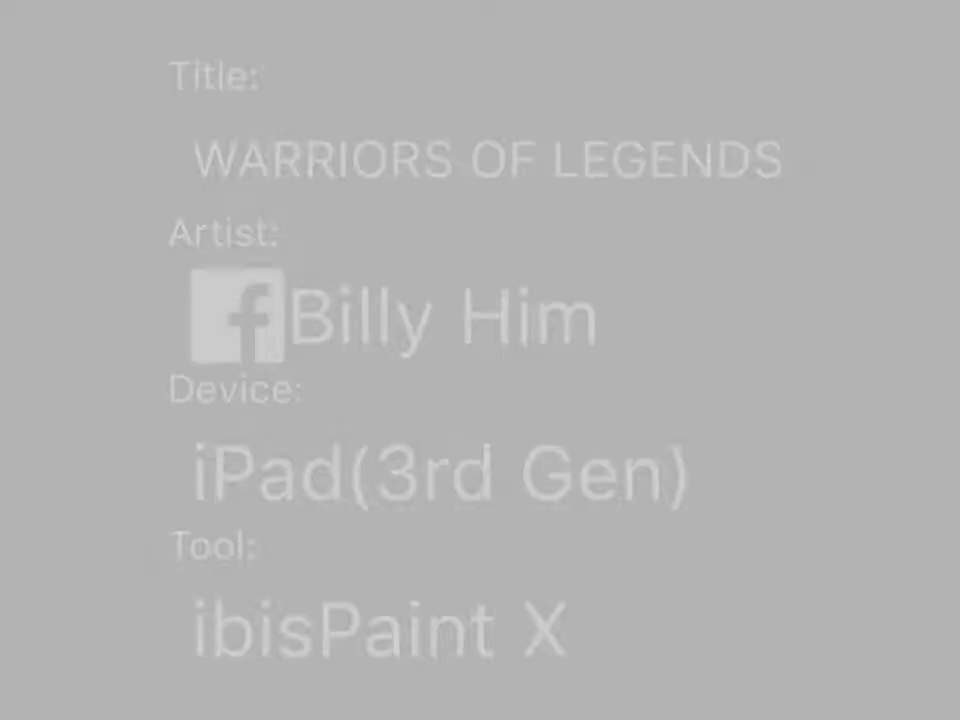 Title:
WARRIORS OF LEGENDS
Artist:
f Billy Him
Device:
iPad(3rd Gen)
Tool:
ibisPaint X